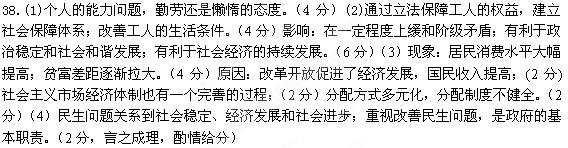 38.(1)个人的能力问题，勤劳还是懒惰的态度。（4 分）(2)通过立法保障工人的权益，建立
社会保障体系；改善工人的生活条件。（4 分）影响：在一定程度上缓和阶级矛盾；有利于政
治稳定和社会和谐发展；有利于社会经济的持续发展。（6 分）（3）现象：居民消费水平大幅
提高；贫富差距逐渐拉大。（4 分）原因：改革开放促进了经济发展，国民收入提高；(2 分)
社会主义市场经济体制也有一个完善的过程；（2 分）分配方式多元化，分配制度不健全。（2
分）（4）民生问题关系到社会稳定、经济发展和社会进步；重视改善民生问题，是政府的基
本职责。（2 分，言之成理，酌情给分）